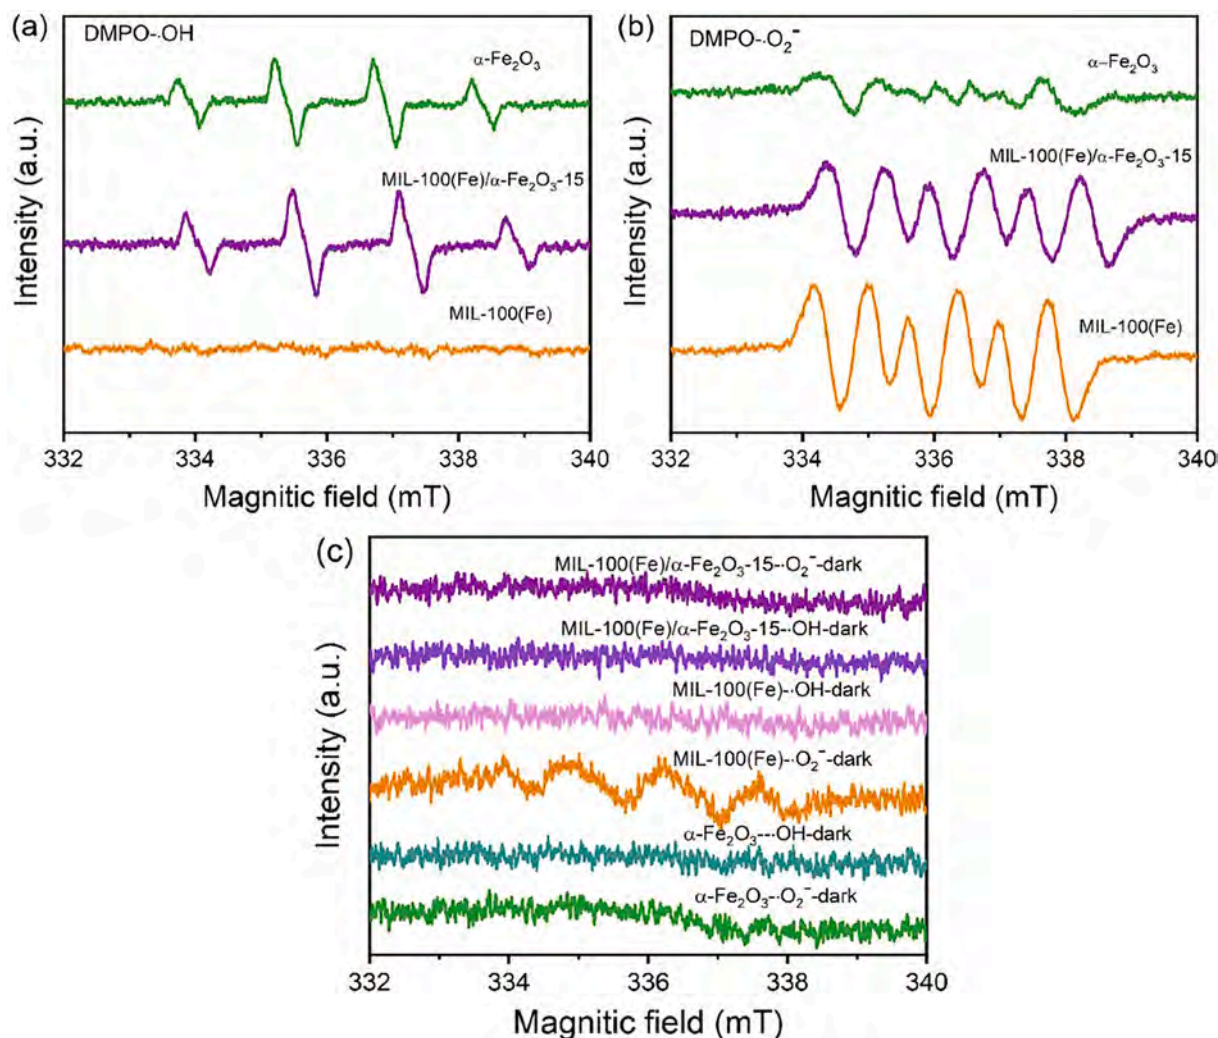 (a)
DMPO-·OH
α-Fe₂O₃
MIL-100(Fe)/α-Fe₂O₃-15
MIL-100(Fe)
Intensity (a.u.)
332 334 336 338 340
Magnitic field (mT)
(b)
DMPO-·O₂⁻
α-Fe₂O₃
MIL-100(Fe)/α-Fe₂O₃-15
MIL-100(Fe)
Intensity (a.u.)
332 334 336 338 340
Magnitic field (mT)
(c)
MIL-100(Fe)/α-Fe₂O₃-15-·O₂⁻-dark
MIL-100(Fe)/α-Fe₂O₃-15-·OH-dark
MIL-100(Fe)-·OH-dark
MIL-100(Fe)-·O₂⁻-dark
α-Fe₂O₃--·OH-dark
α-Fe₂O₃-·O₂⁻-dark
Intensity (a.u.)
332 334 336 338 340
Magnitic field (mT)